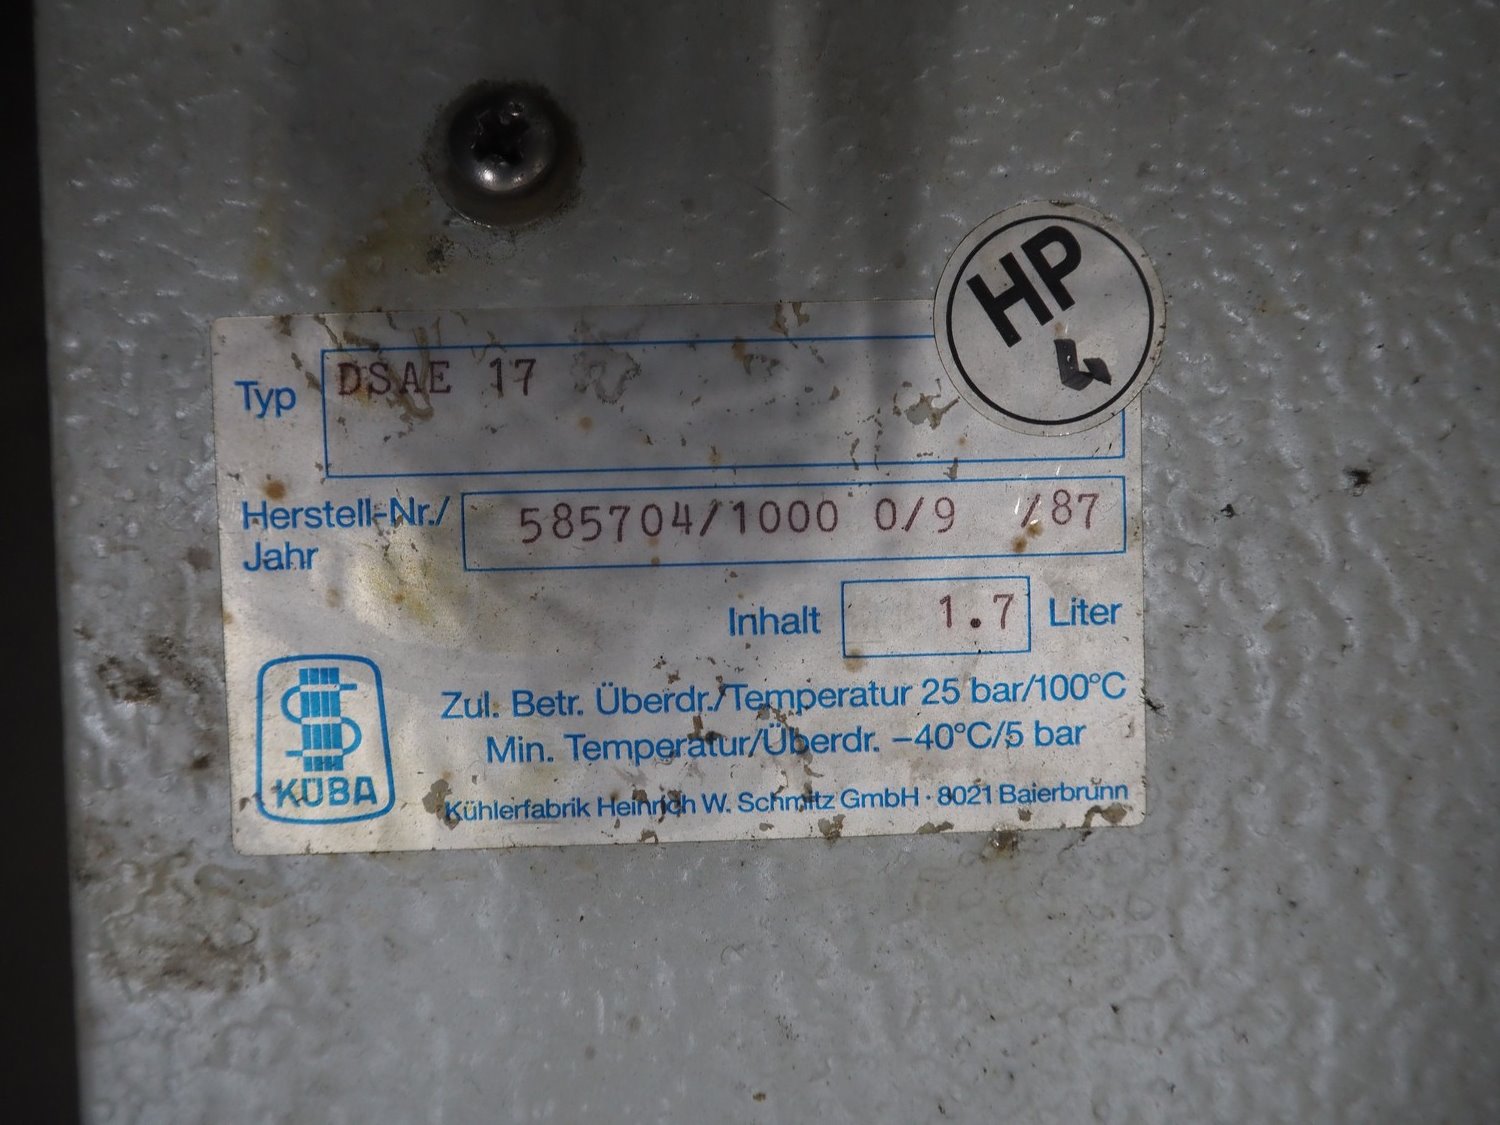 HP
4
Typ DSAE 17
Herstell-Nr./ 585704/1000 0/9 /87
Jahr
Inhalt 1.7 Liter
Zul. Betr. Überdr./Temperatur 25 bar/100°C
Min. Temperatur/Überdr. –40°C/5 bar
KÜBA
Kühlerfabrik Heinrich W. Schmitz GmbH · 8021 Baierbrunn